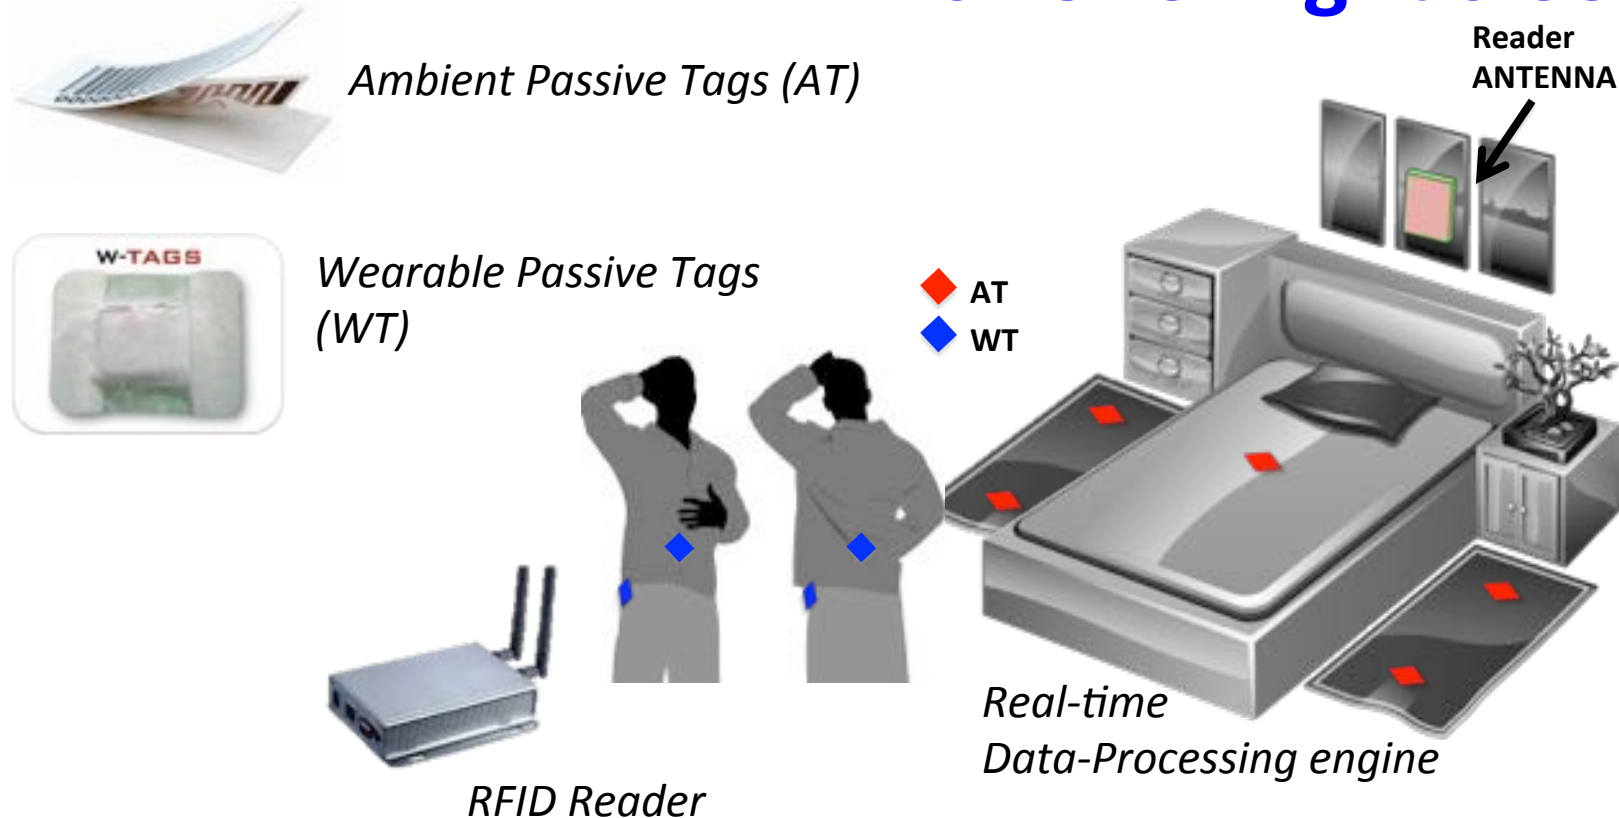 Reader
ANTENNA
Ambient Passive Tags (AT)
W-TAGS
Wearable Passive Tags
(WT)
AT
WT
Real-time
Data-Processing engine
RFID Reader